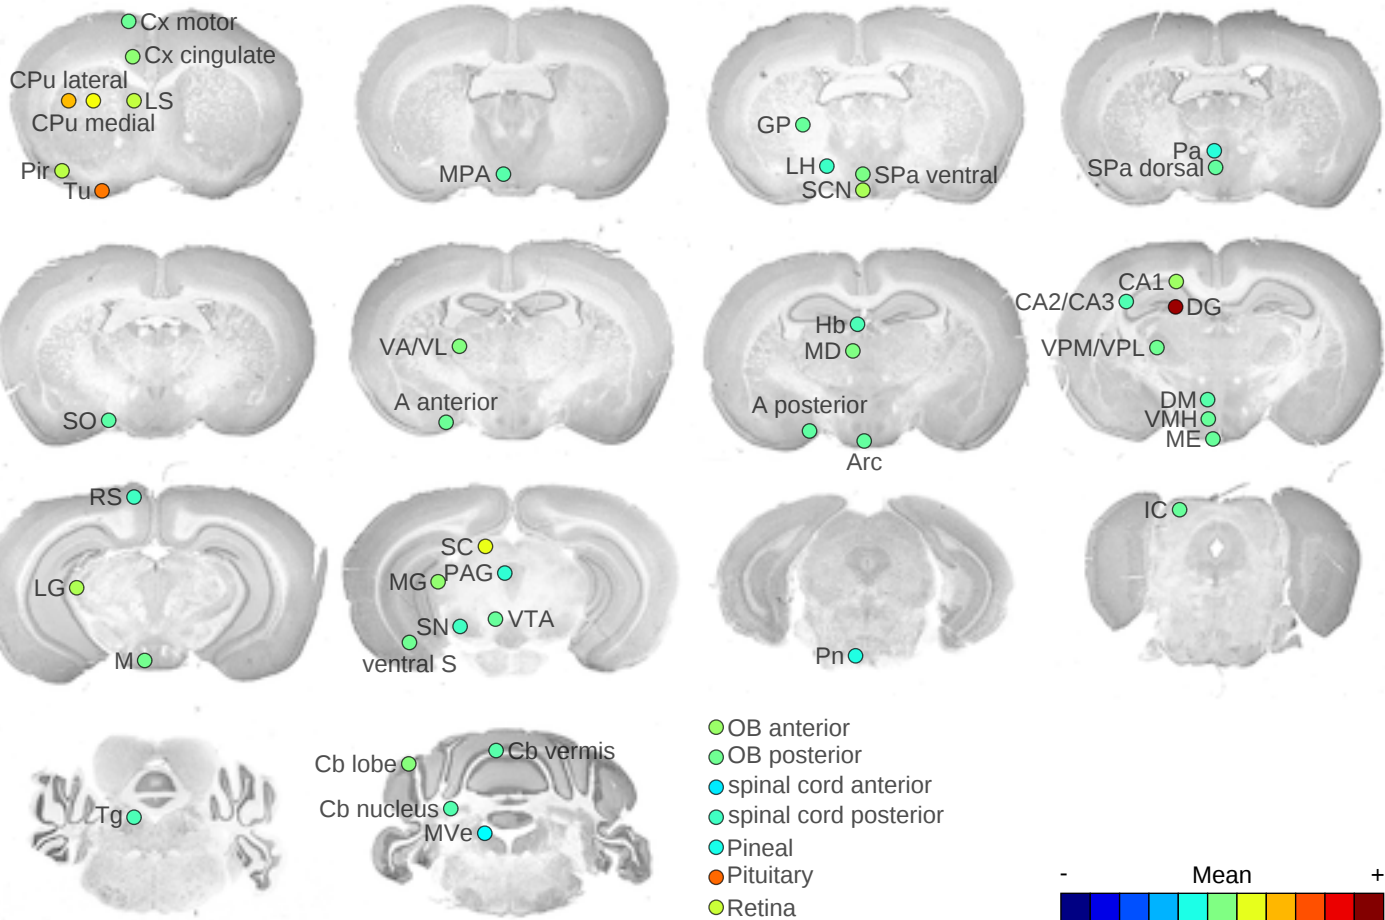 Cx motor
Cx cingulate
CPu lateral
LS
CPu medial
Pir
Tu
MPA
GP
LH
SPa ventral
SCN
Pa
SPa dorsal
SO
VA/VL
A anterior
Hb
MD
A posterior
Arc
CA1
CA2/CA3
DG
VPM/VPL
DM
VMH
ME
RS
LG
M
SC
PAG
MG
VTA
SN
ventral S
Pn
IC
Tg
Cb vermis
Cb lobe
Cb nucleus
MVe
OB anterior
OB posterior
spinal cord anterior
spinal cord posterior
Pineal
Pituitary
Retina
- Mean +